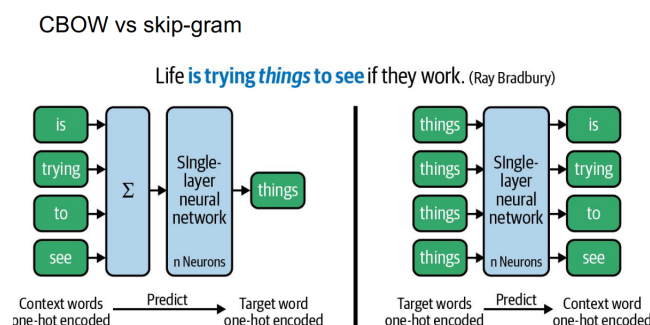 CBOW vs skip-gram
Life is trying things to see if they work. (Ray Bradbury)
is
trying
to
see
Σ
SIngle-
layer
neural
network
n Neurons
things
Context words
one-hot encoded
Predict
Target word
one-hot encoded
things
things
things
things
SIngle-
layer
neural
network
n Neurons
is
trying
to
see
Target words
one-hot encoded
Predict
Context word
one-hot encoded